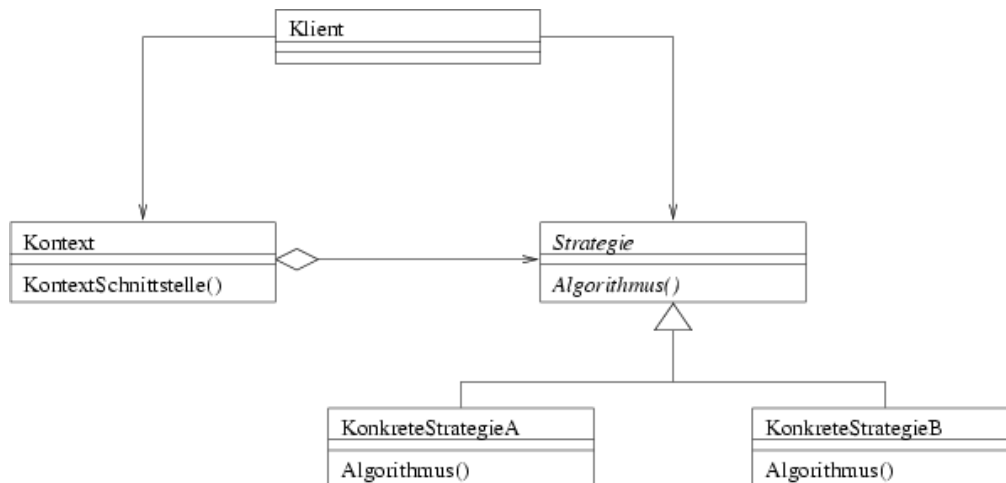 Klient
Kontext
KontextSchnittstelle()
Strategie
Algorithmus()
KonkreteStrategieA
Algorithmus()
KonkreteStrategieB
Algorithmus()